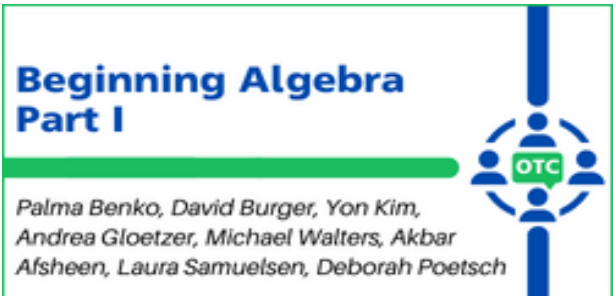 Beginning Algebra
Part I
OTC
Palma Benko, David Burger, Yon Kim,
Andrea Gloetzer, Michael Walters, Akbar
Afsheen, Laura Samuelsen, Deborah Poetsch